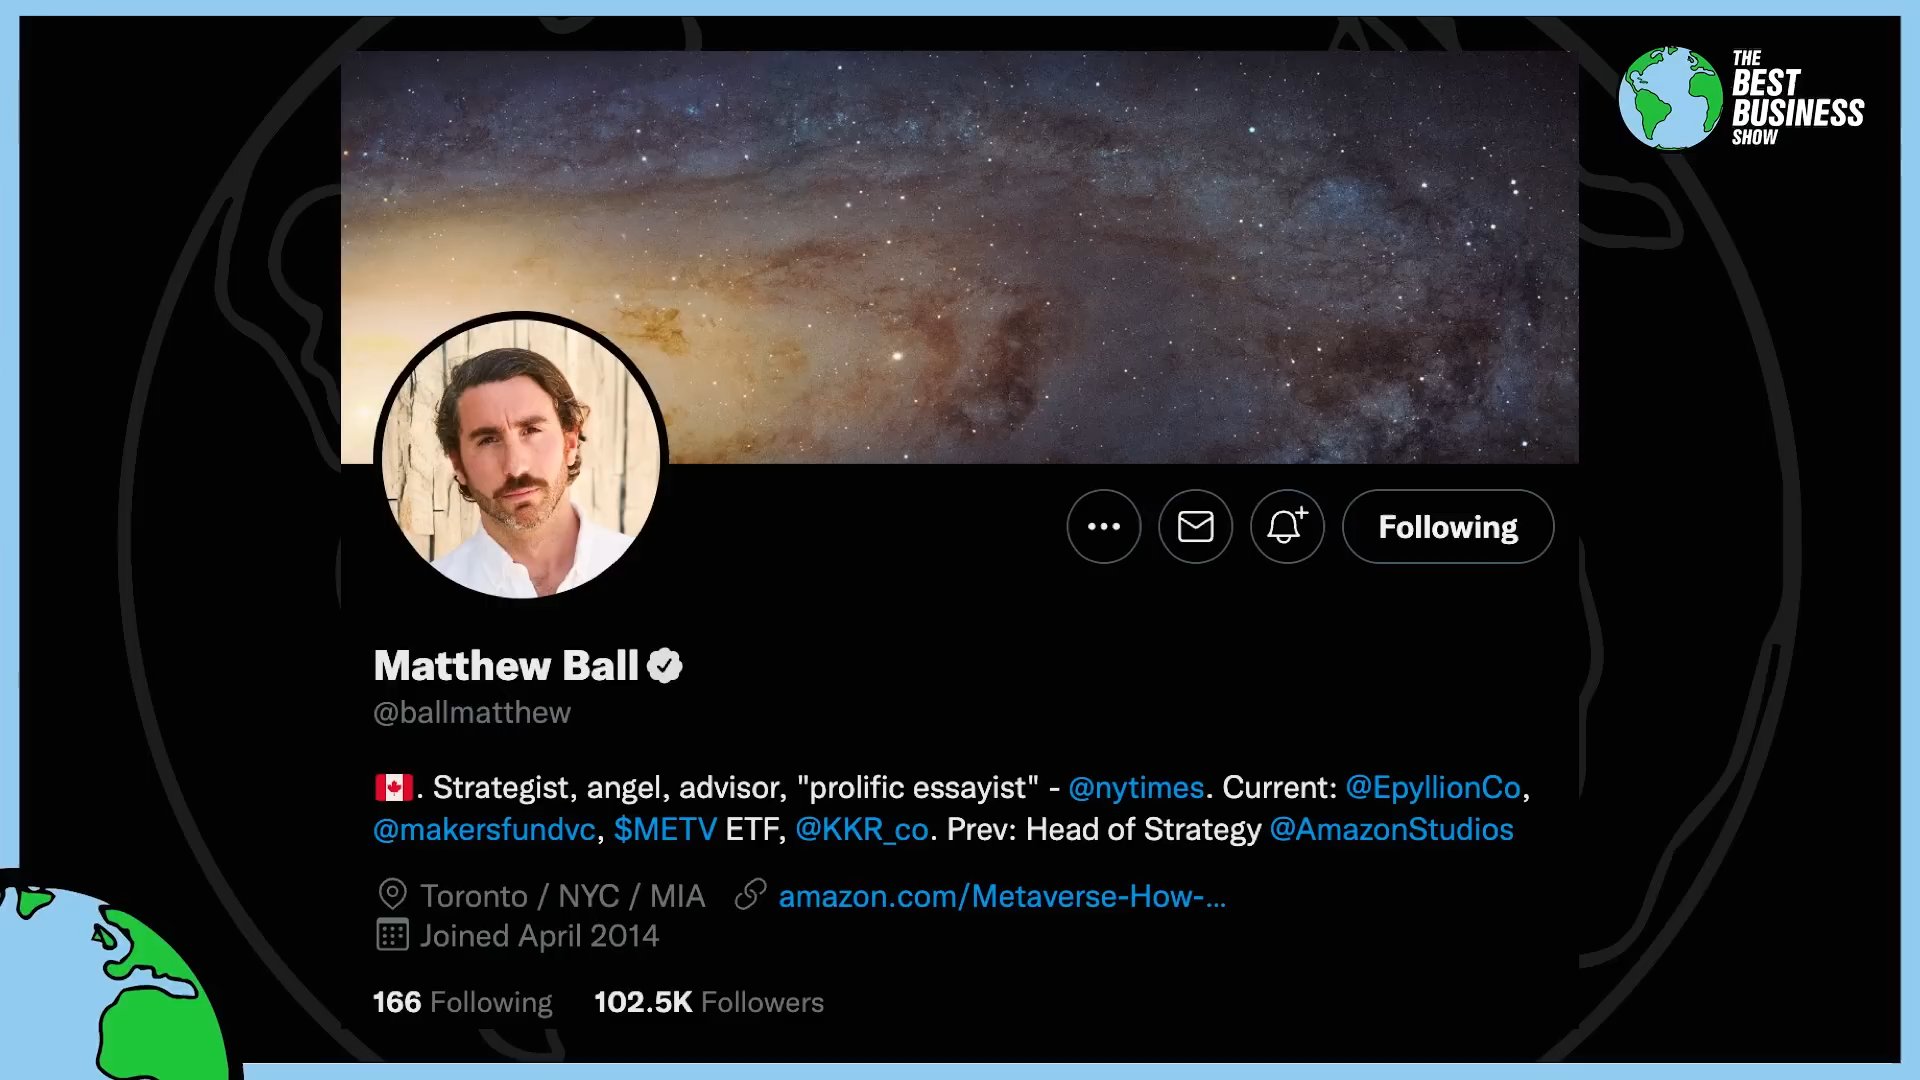 THE
BEST
BUSINESS
SHOW
Following
Matthew Ball
@ballmatthew
🇨🇦. Strategist, angel, advisor, "prolific essayist" - @nytimes. Current: @EpyllionCo,
@makersfundvc, $METV ETF, @KKR_co. Prev: Head of Strategy @AmazonStudios
Toronto / NYC / MIA amazon.com/Metaverse-How-...
Joined April 2014
166 Following 102.5K Followers